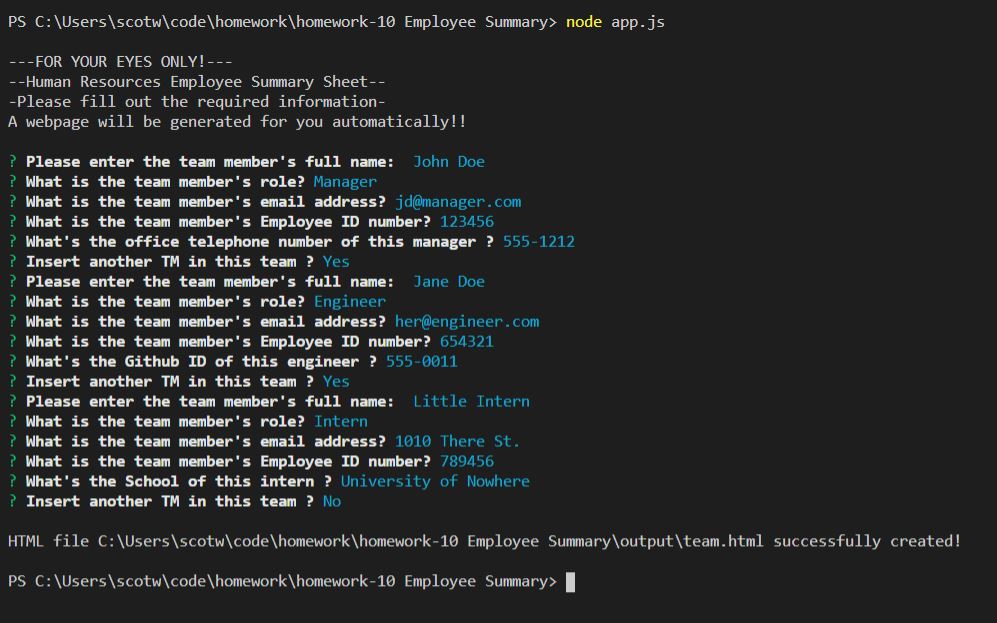 PS C:\Users\scotw\code\homework\homework-10 Employee Summary> node app.js
---FOR YOUR EYES ONLY!---
--Human Resources Employee Summary Sheet--
-Please fill out the required information-
A webpage will be generated for you automatically!!
? Please enter the team member's full name:  John Doe
? What is the team member's role? Manager
? What is the team member's email address? jd@manager.com
? What is the team member's Employee ID number? 123456
? What's the office telephone number of this manager ? 555-1212
? Insert another TM in this team ? Yes
? Please enter the team member's full name:  Jane Doe
? What is the team member's role? Engineer
? What is the team member's email address? her@engineer.com
? What is the team member's Employee ID number? 654321
? What's the Github ID of this engineer ? 555-0011
? Insert another TM in this team ? Yes
? Please enter the team member's full name:  Little Intern
? What is the team member's role? Intern
? What is the team member's email address? 1010 There St.
? What is the team member's Employee ID number? 789456
? What's the School of this intern ? University of Nowhere
? Insert another TM in this team ? No
HTML file C:\Users\scotw\code\homework\homework-10 Employee Summary\output\team.html successfully created!
PS C:\Users\scotw\code\homework\homework-10 Employee Summary>